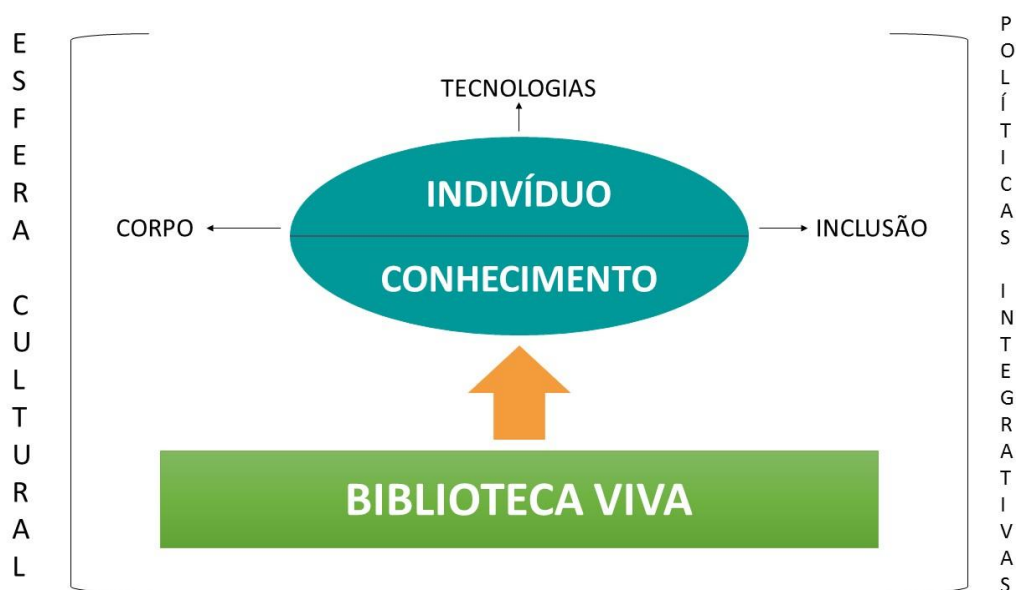 ESFERA CULTURAL
TECNOLOGIAS
INDIVÍDUO
CORPO
INCLUSÃO
CONHECIMENTO
BIBLIOTECA VIVA
POLÍTICAS INTEGRATIVAS